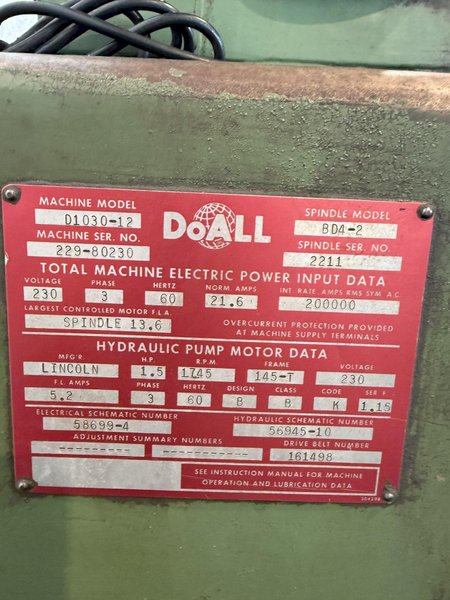 MACHINE MODEL DoALL SPINDLE MODEL
D1030-12 BD4-2
MACHINE SER. NO. SPINDLE SER. NO.
229-80230 2211
TOTAL MACHINE ELECTRIC POWER INPUT DATA
VOLTAGE PHASE HERTZ NORM. AMPS INT. RATE AMPS RMS SYM A.C.
230 3 60 21.6 200000
LARGEST CONTROLLED MOTOR F.L.A.
SPINDLE 13.6
OVERCURRENT PROTECTION PROVIDED
AT MACHINE SUPPLY TERMINALS
HYDRAULIC PUMP MOTOR DATA
MF'G'R H.P. R.P.M. FRAME VOLTAGE
LINCOLN 1.5 1745 145-T 230
F.L. AMPS PHASE HERTZ DESIGN CLASS CODE SER F.
5.2 3 60 B B K 1.15
ELECTRICAL SCHEMATIC NUMBER HYDRAULIC SCHEMATIC NUMBER
58699-4 56945-10
ADJUSTMENT SUMMARY NUMBERS DRIVE BELT NUMBER
--------- ---------- 161498
SEE INSTRUCTION MANUAL FOR MACHINE
OPERATION AND LUBRICATION DATA